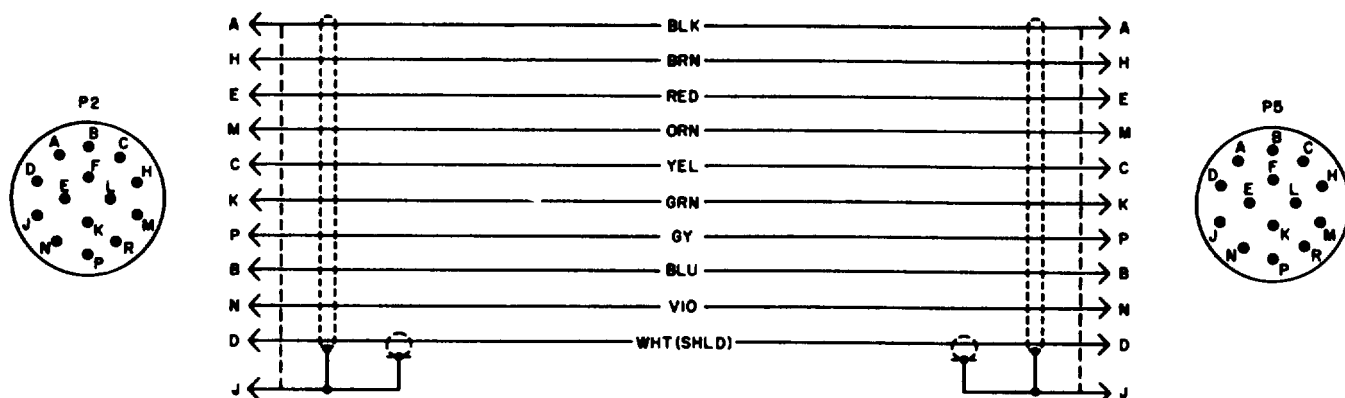 A BLK A
H BRN H
E RED E
M ORN M
C YEL C
K GRN K
P GY P
B BLU B
N VIO N
D WHT (SHLD) D
J J
P2
B
A C
D F H
E L
J K M
N R
P
P5
B
A C
D F H
E L
J K M
N R
P